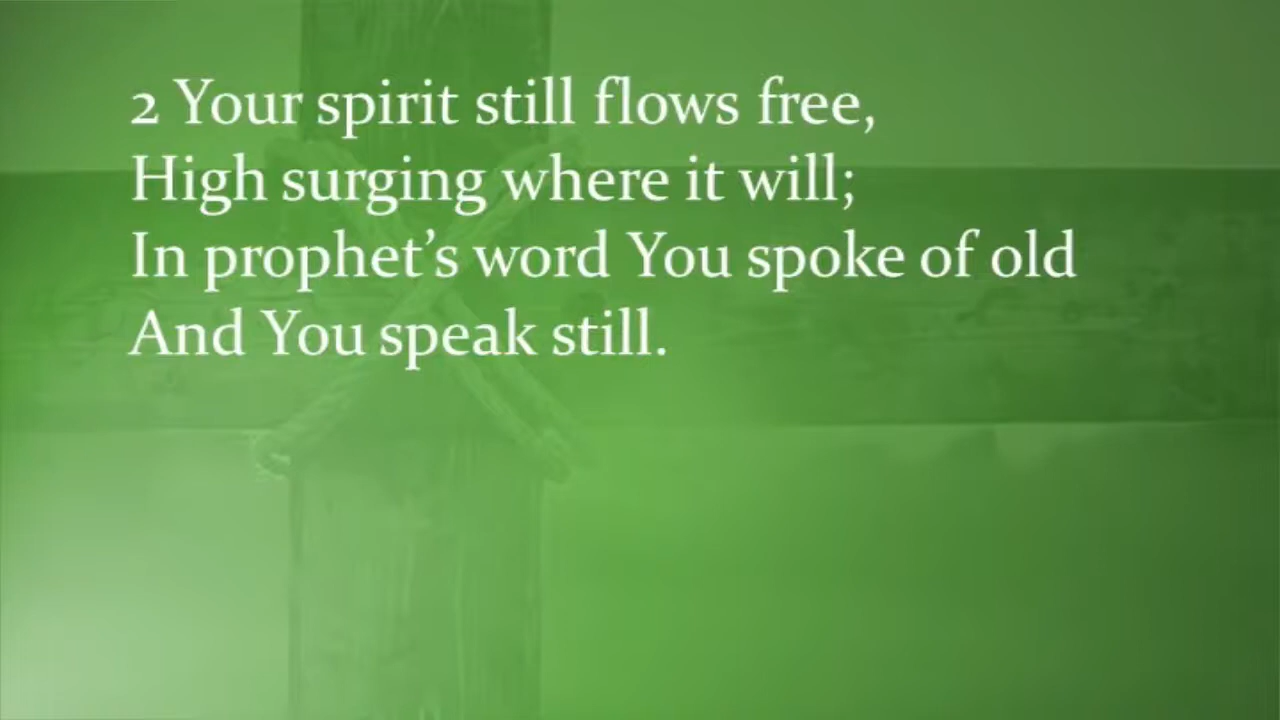 2 Your spirit still flows free,
High surging where it will;
In prophet’s word You spoke of old
And You speak still.